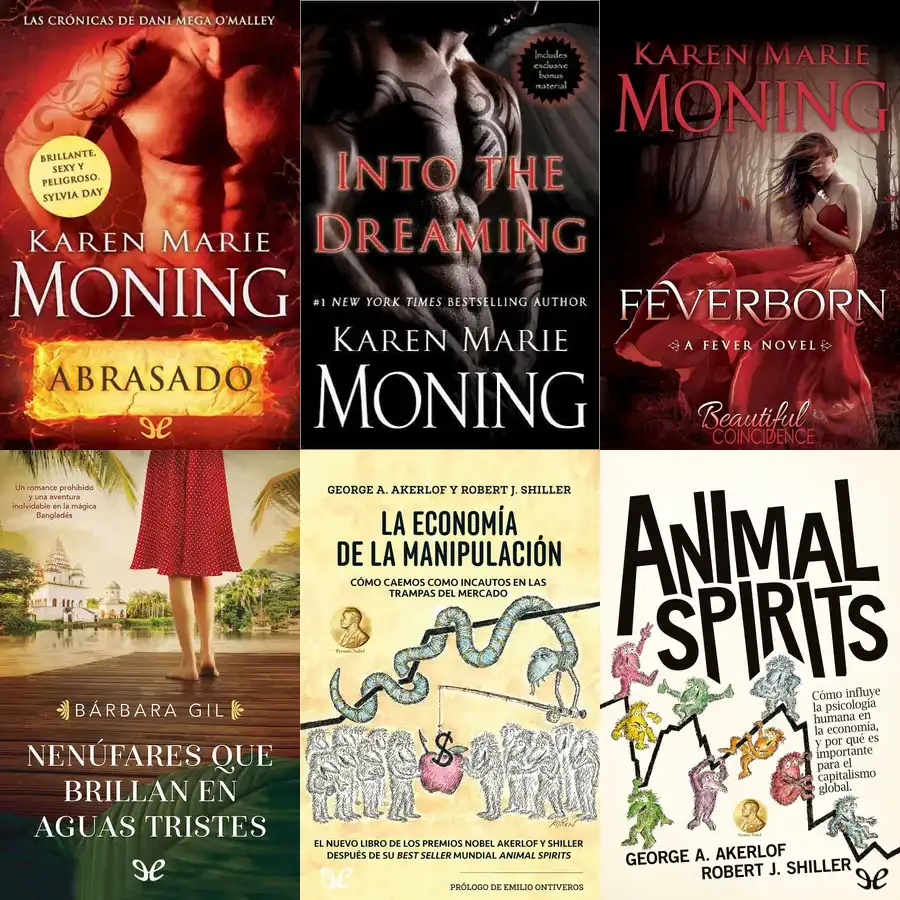 LAS CRÓNICAS DE DANI MEGA O'MALLEY
BRILLANTE,
SEXY Y
PELIGROSO.
SYLVIA DAY
KAREN MARIE
MONING
ABRASADO
Includes
exclusive
bonus
material
INTO THE
DREAMING
#1 NEW YORK TIMES BESTSELLING AUTHOR
KAREN MARIE
MONING
KAREN MARIE
MONING
FEVERBORN
A FEVER NOVEL
Beautiful
COINCIDENCE
Un romance prohibido
y una aventura
inolvidable en la mágica
Bangladés
BÁRBARA GIL
NENÚFARES QUE
BRILLAN EN
AGUAS TRISTES
GEORGE A. AKERLOF Y ROBERT J. SHILLER
LA ECONOMÍA
DE LA MANIPULACIÓN
CÓMO CAEMOS COMO INCAUTOS EN LAS
TRAMPAS DEL MERCADO
Premio Nobel
$
EL NUEVO LIBRO DE LOS PREMIOS NOBEL AKERLOF Y SHILLER
DESPUÉS DE SU BEST SELLER MUNDIAL ANIMAL SPIRITS
PRÓLOGO DE EMILIO ONTIVEROS
ANIMAL
SPIRITS
Cómo influye
la psicología
humana en
la economía,
y por qué es
importante
para el
capitalismo
global.
GEORGE A. AKERLOF
ROBERT J. SHILLER